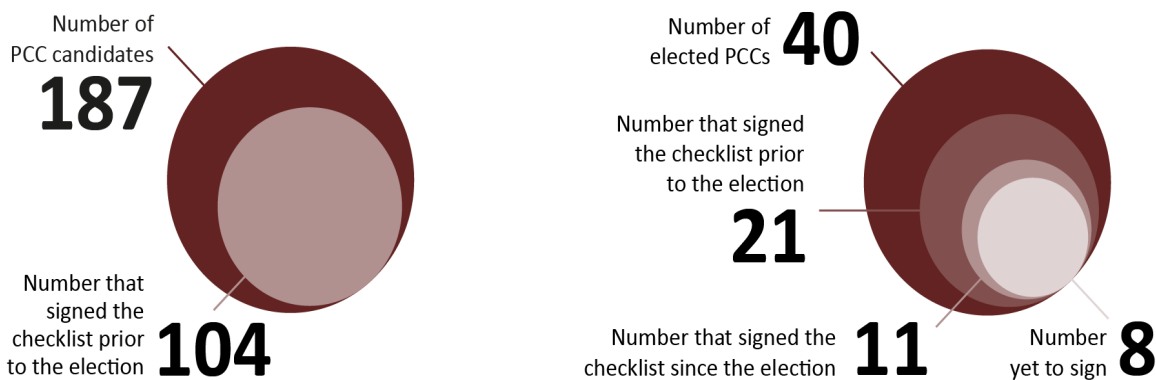 Number of
PCC candidates
187
Number that
signed the
checklist prior
to the election
104
Number of
elected PCCs
40
Number that signed
the checklist prior
to the election
21
Number that signed the
checklist since the election
11
Number
yet to sign
8